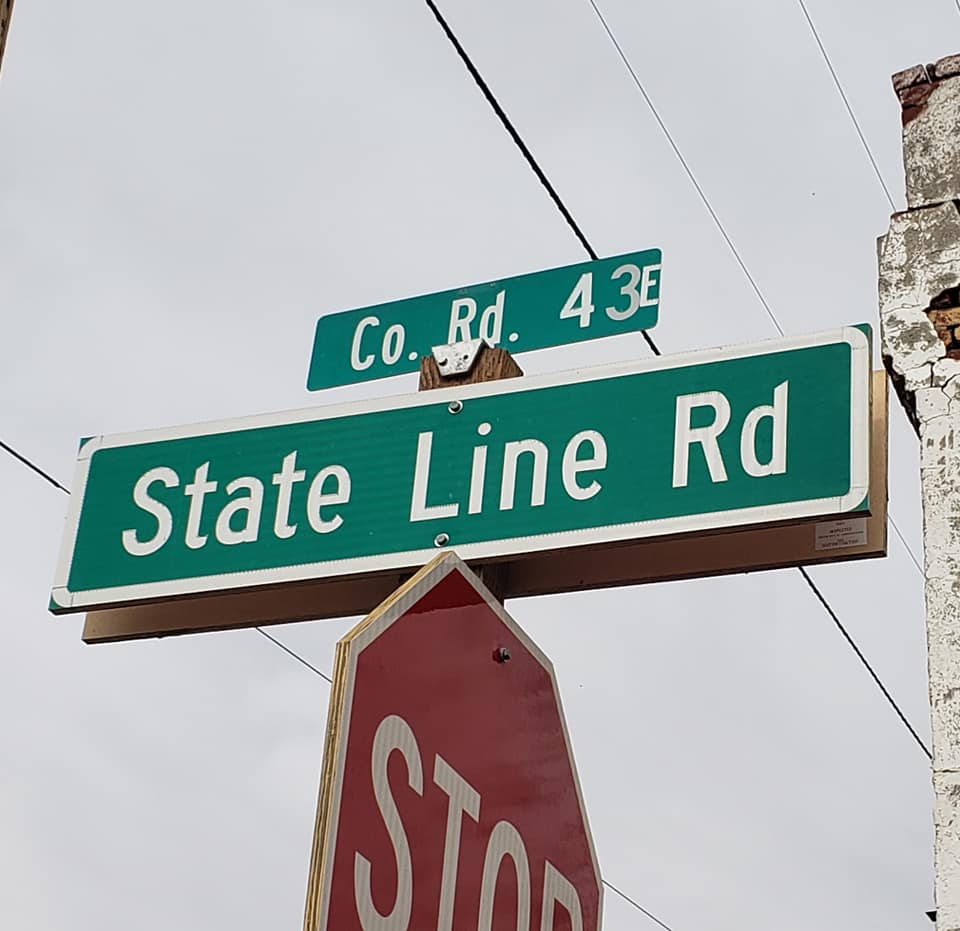 Co. Rd. 43E
State Line Rd
STOP